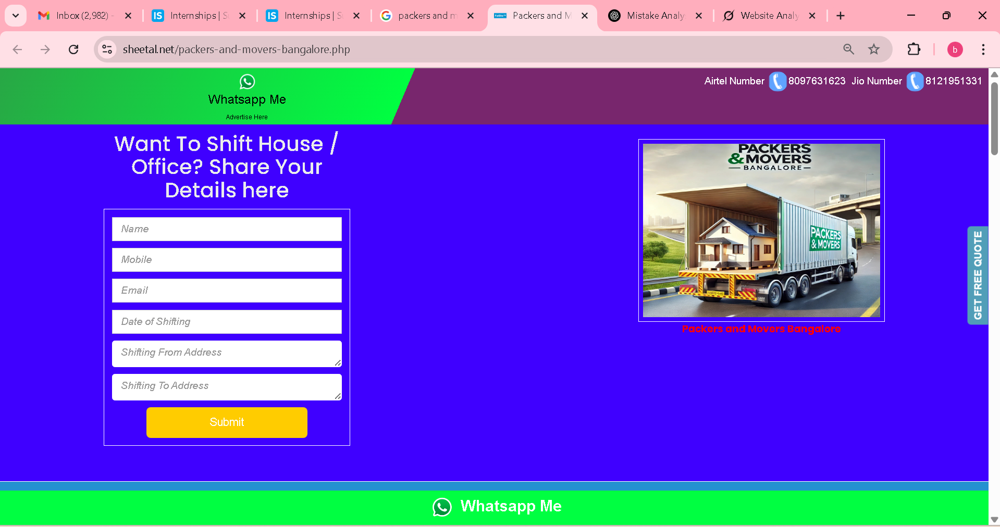 Inbox (2,982) -
Internships | S
Internships | S
packers and m
Packers and M
Mistake Analy
Website Analy
sheetal.net/packers-and-movers-bangalore.php
b
Whatsapp Me
Advertise Here
Airtel Number 8097631623 Jio Number 8121951331
Want To Shift House /
Office? Share Your
Details here
Name
Mobile
Email
Date of Shifting
Shifting From Address
Shifting To Address
Submit
PACKERS
&MOVERS
BANGALORE
PACKERS
& MOVERS
Packers and Movers Bangalore
GET FREE QUOTE
Whatsapp Me